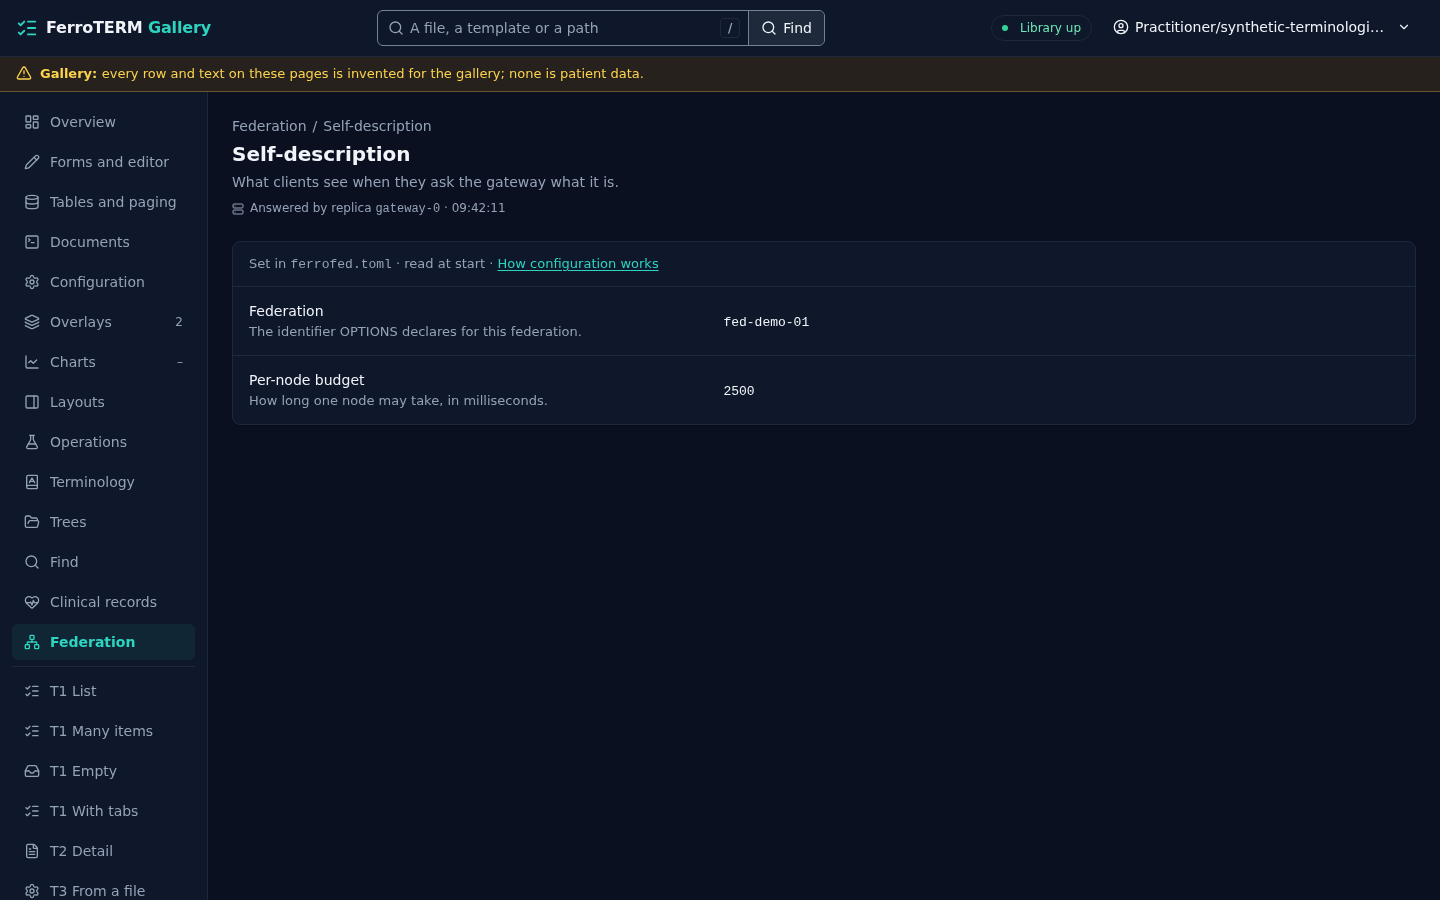 FerroTERM Gallery
A file, a template or a path
/
Find
Library up
Practitioner/synthetic-terminologi…
Gallery: every row and text on these pages is invented for the gallery; none is patient data.
Overview
Forms and editor
Tables and paging
Documents
Configuration
Overlays 2
Charts –
Layouts
Operations
Terminology
Trees
Find
Clinical records
Federation
T1 List
T1 Many items
T1 Empty
T1 With tabs
T2 Detail
T3 From a file
Federation / Self-description
Self-description
What clients see when they ask the gateway what it is.
Answered by replica gateway-0 · 09:42:11
Set in ferrofed.toml · read at start · How configuration works
Federation
The identifier OPTIONS declares for this federation.
fed-demo-01
Per-node budget
How long one node may take, in milliseconds.
2500